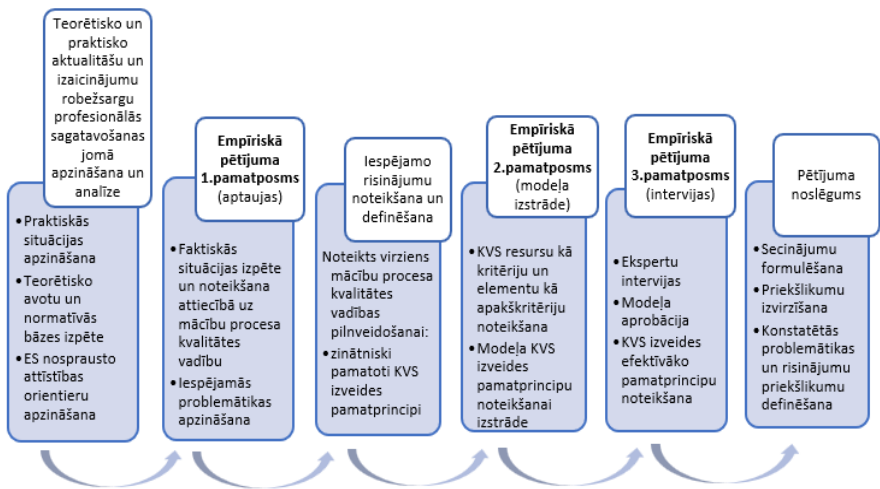 Teorētisko un
praktisko
aktualitāšu un
izaicinājumu
robežsargu
profesionālās
sagatavošanas
jomā
apzināšana un
analīze
•Praktiskās
situācijas
apzināšana
•Teorētisko
avotu un
normatīvās
bāzes izpēte
•ES nosprausto
attīstības
orientieru
apzināšana
Empīriskā
pētījuma
1.pamatposms
(aptaujas)
•Faktiskās
situācijas izpēte
un noteikšana
attiecībā uz
mācību procesa
kvalitātes
vadību
•Iespējamās
problemātikas
apzināšana
Iespējamo
risinājumu
noteikšana un
definēšana
Noteikts virziens
mācību procesa
kvalitātes
vadības
pilnveidošanai:
•zinātniski
pamatoti KVS
izveides
pamatprincipi
Empīriskā
pētījuma
2.pamatposms
(modeļa
izstrāde)
•KVS resursu kā
kritēriju un
elementu kā
apakškritēriju
noteikšana
•Modeļa KVS
izveides
pamatprincipu
noteikšanai
izstrāde
Empīriskā
pētījuma
3.pamatposms
(intervijas)
•Ekspertu
intervijas
•Modeļa
aprobācija
•KVS izveides
efektīvāko
pamatprincipu
noteikšana
Pētījuma
noslēgums
•Secinājumu
formulēšana
•Priekšlikumu
izvirzīšana
•Konstatētās
problemātikas
un risinājumu
priekšlikumu
definēšana